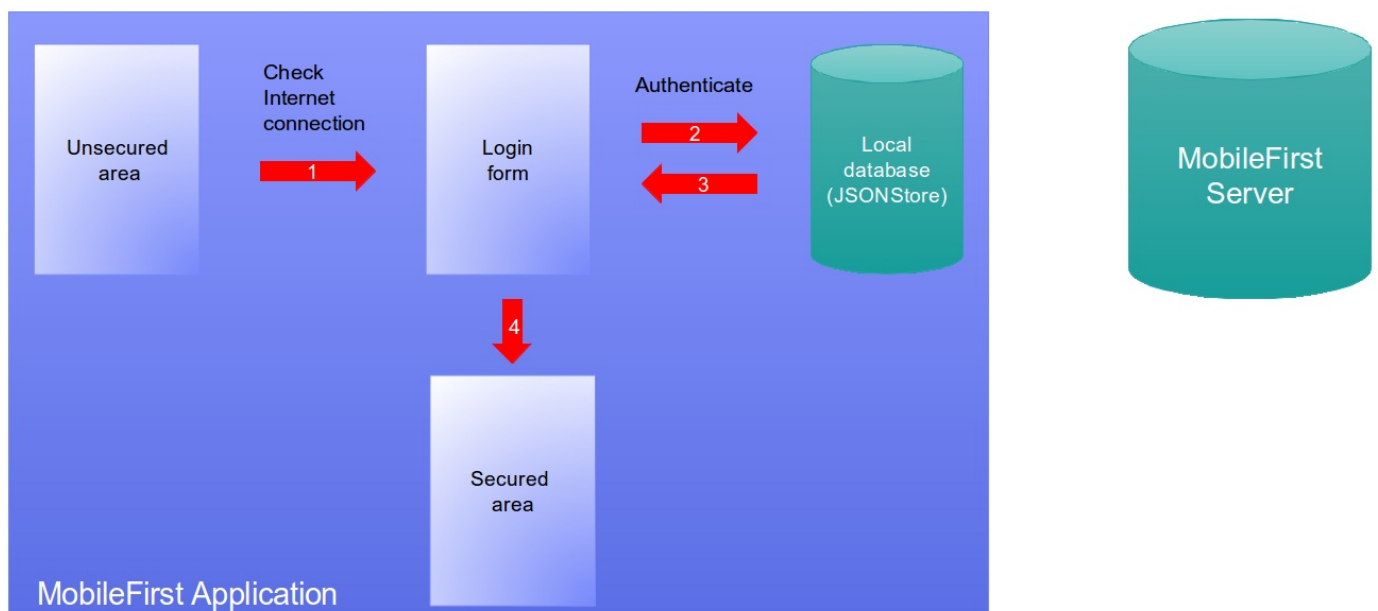 Unsecured
area
Check
Internet
connection
1
Login
form
Authenticate
2
3
Local
database
(JSONStore)
MobileFirst
Server
4
Secured
area
MobileFirst Application